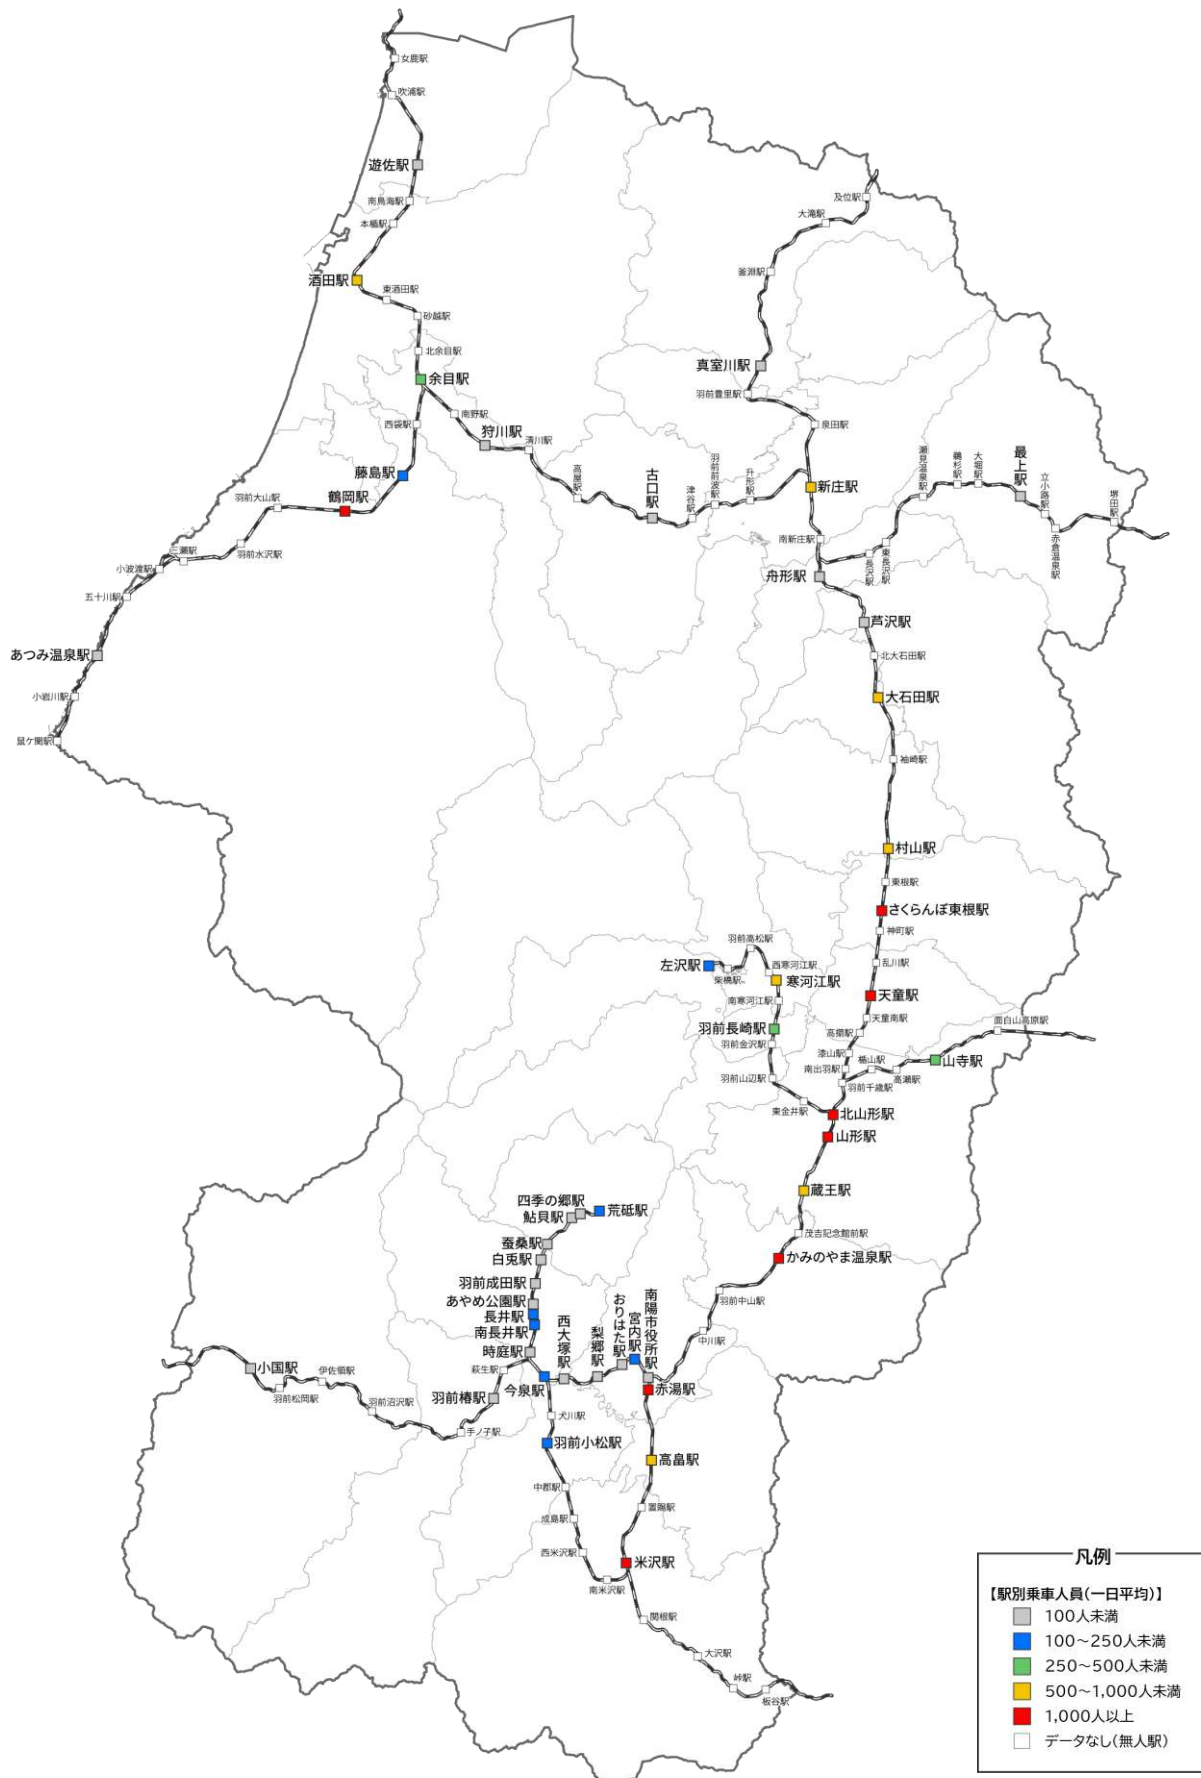 女鹿駅
吹浦駅
遊佐駅
南鳥海駅
本楯駅
酒田駅
東酒田駅
砂越駅
北余目駅
余目駅
南野駅
西袋駅
狩川駅
清川駅
藤島駅
鶴岡駅
羽前大山駅
羽前水沢駅
三瀬駅
小波渡駅
五十川駅
あつみ温泉駅
小岩川駅
鼠ケ関駅
高屋駅
古口駅
津谷駅
羽前前波駅
升形駅
及位駅
大滝駅
釜淵駅
真室川駅
羽前豊里駅
泉田駅
新庄駅
南新庄駅
舟形駅
長沢駅
東長沢駅
瀬見温泉駅
鵜杉駅
大堀駅
最上駅
立小路駅
赤倉温泉駅
堺田駅
芦沢駅
北大石田駅
大石田駅
袖崎駅
村山駅
東根駅
さくらんぼ東根駅
神町駅
乱川駅
天童駅
天童南駅
高擶駅
漆山駅
南出羽駅
羽前千歳駅
楯山駅
高瀬駅
山寺駅
面白山高原駅
左沢駅
柴橋駅
羽前高松駅
西寒河江駅
寒河江駅
南寒河江駅
羽前長崎駅
羽前金沢駅
羽前山辺駅
東金井駅
北山形駅
山形駅
蔵王駅
茂吉記念館前駅
かみのやま温泉駅
羽前中山駅
中川駅
四季の郷駅
荒砥駅
鮎貝駅
蚕桑駅
白兎駅
羽前成田駅
あやめ公園駅
長井駅
南長井駅
時庭駅
西大塚駅
梨郷駅
おりはた駅
宮内駅
南陽市役所駅
赤湯駅
今泉駅
萩生駅
羽前椿駅
手ノ子駅
羽前沼沢駅
伊佐領駅
羽前松岡駅
小国駅
犬川駅
羽前小松駅
中郡駅
成島駅
西米沢駅
南米沢駅
高畠駅
置賜駅
米沢駅
関根駅
大沢駅
峠駅
板谷駅
凡例
【駅別乗車人員(一日平均)】
100人未満
100～250人未満
250～500人未満
500～1,000人未満
1,000人以上
データなし(無人駅)